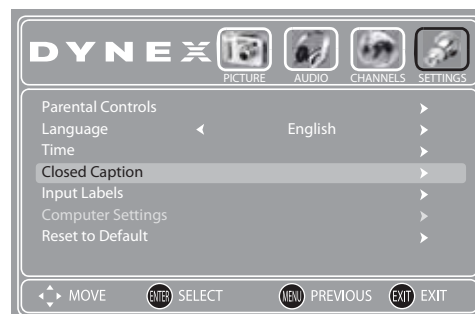 DYNEX
PICTURE AUDIO CHANNELS SETTINGS
Parental Controls
Language English
Time
Closed Caption
Input Labels
Computer Settings
Reset to Default
MOVE ENTER SELECT MENU PREVIOUS EXIT EXIT